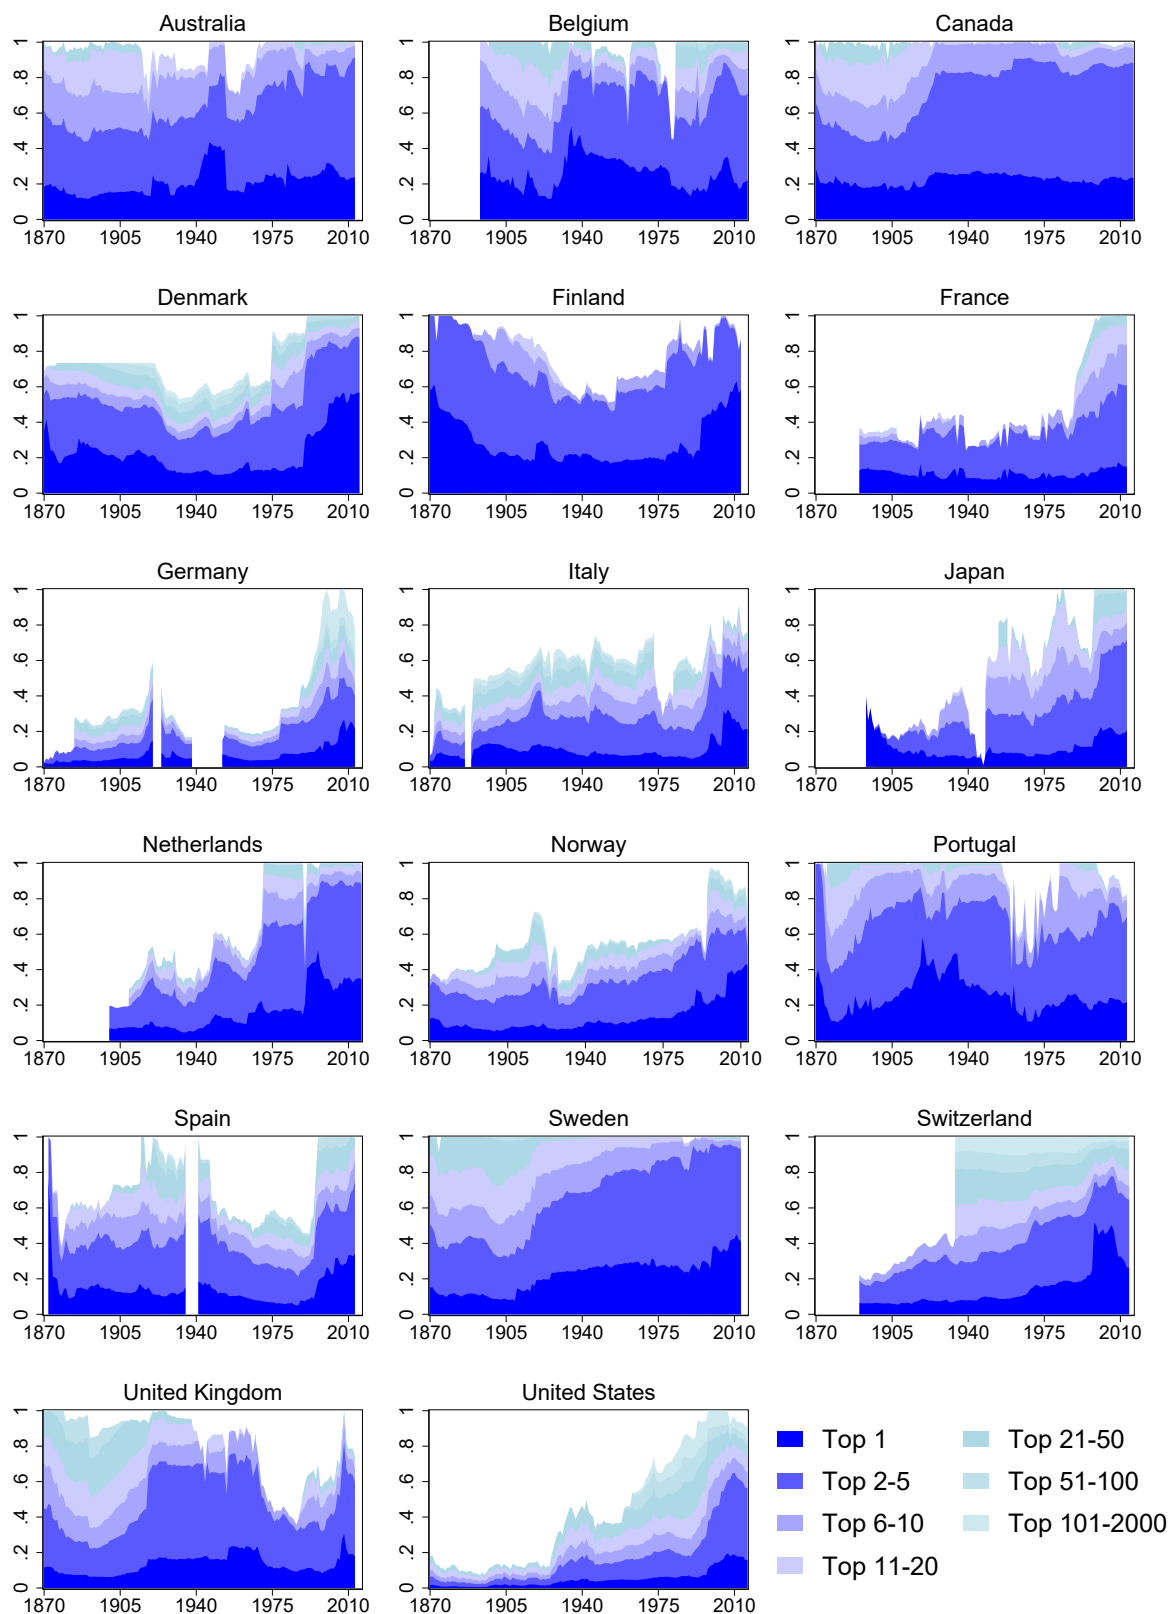 Australia Belgium Canada
1 1 1
.8 .8 .8
.6 .6 .6
.4 .4 .4
.2 .2 .2
0 0 0
1870 1905 1940 1975 2010 1870 1905 1940 1975 2010 1870 1905 1940 1975 2010
Denmark Finland France
1 1 1
.8 .8 .8
.6 .6 .6
.4 .4 .4
.2 .2 .2
0 0 0
1870 1905 1940 1975 2010 1870 1905 1940 1975 2010 1870 1905 1940 1975 2010
Germany Italy Japan
1 1 1
.8 .8 .8
.6 .6 .6
.4 .4 .4
.2 .2 .2
0 0 0
1870 1905 1940 1975 2010 1870 1905 1940 1975 2010 1870 1905 1940 1975 2010
Netherlands Norway Portugal
1 1 1
.8 .8 .8
.6 .6 .6
.4 .4 .4
.2 .2 .2
0 0 0
1870 1905 1940 1975 2010 1870 1905 1940 1975 2010 1870 1905 1940 1975 2010
Spain Sweden Switzerland
1 1 1
.8 .8 .8
.6 .6 .6
.4 .4 .4
.2 .2 .2
0 0 0
1870 1905 1940 1975 2010 1870 1905 1940 1975 2010 1870 1905 1940 1975 2010
United Kingdom United States
1 1
.8 .8
.6 .6
.4 .4
.2 .2
0 0
1870 1905 1940 1975 2010 1870 1905 1940 1975 2010
Top 1 Top 21-50
Top 2-5 Top 51-100
Top 6-10 Top 101-2000
Top 11-20